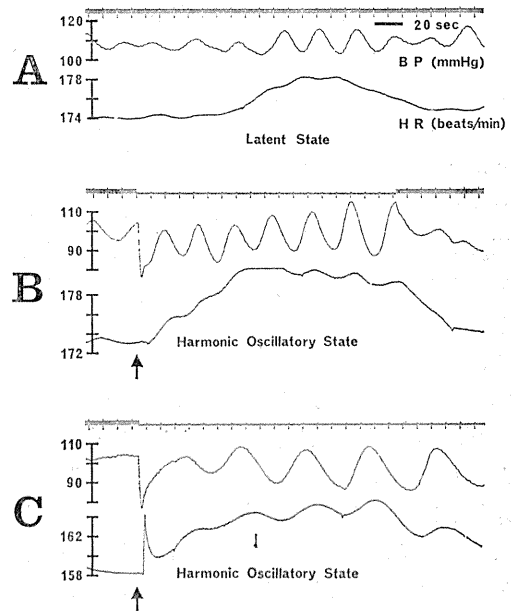 A
120
100
20 sec
B P (mmHg)
178
174
H R (beats/min)
Latent State
B
110
90
178
172
Harmonic Oscillatory State
C
110
90
162
158
Harmonic Oscillatory State